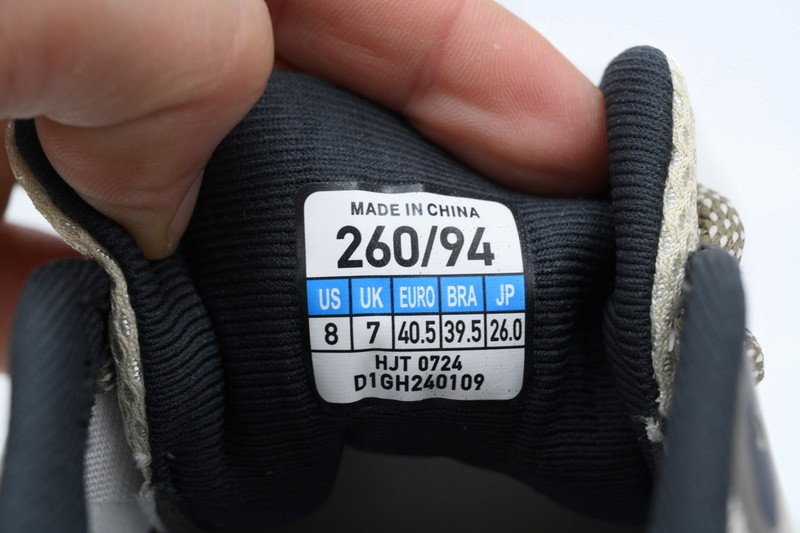 MADE IN CHINA
260/94
US UK EURO BRA JP
8 7 40.5 39.5 26.0
HJT 0724
D1GH240109